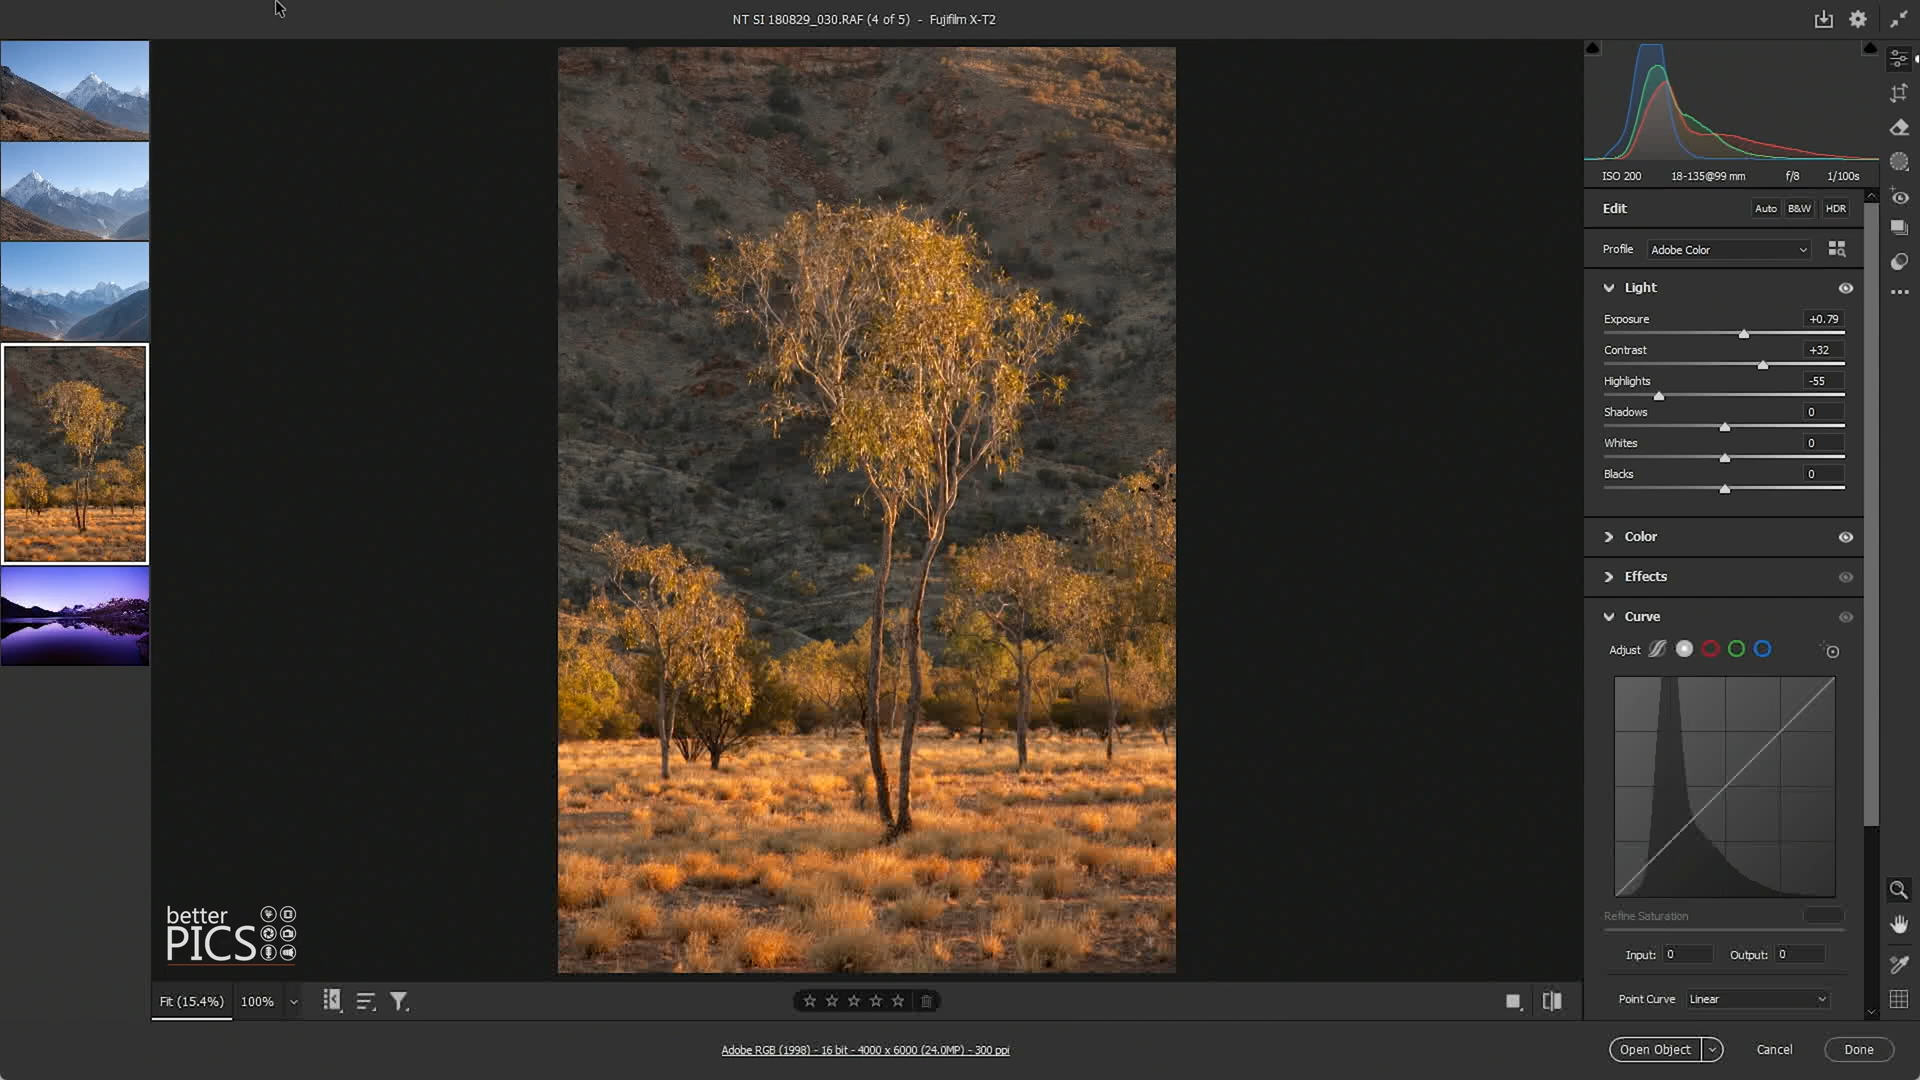 NT SI 180829_030.RAF (4 of 5)  -  Fujifilm X-T2
ISO 200 18-135@99 mm f/8 1/100s
Edit Auto B&W HDR
Profile Adobe Color
Light
Exposure +0.79
Contrast +32
Highlights -55
Shadows 0
Whites 0
Blacks 0
Color
Effects
Curve
Adjust
Refine Saturation
Input: 0 Output: 0
Point Curve Linear
better
PICS
Fit (15.4%) 100%
Adobe RGB (1998) - 16 bit - 4000 x 6000 (24.0MP) - 300 ppi
Open Object Cancel Done